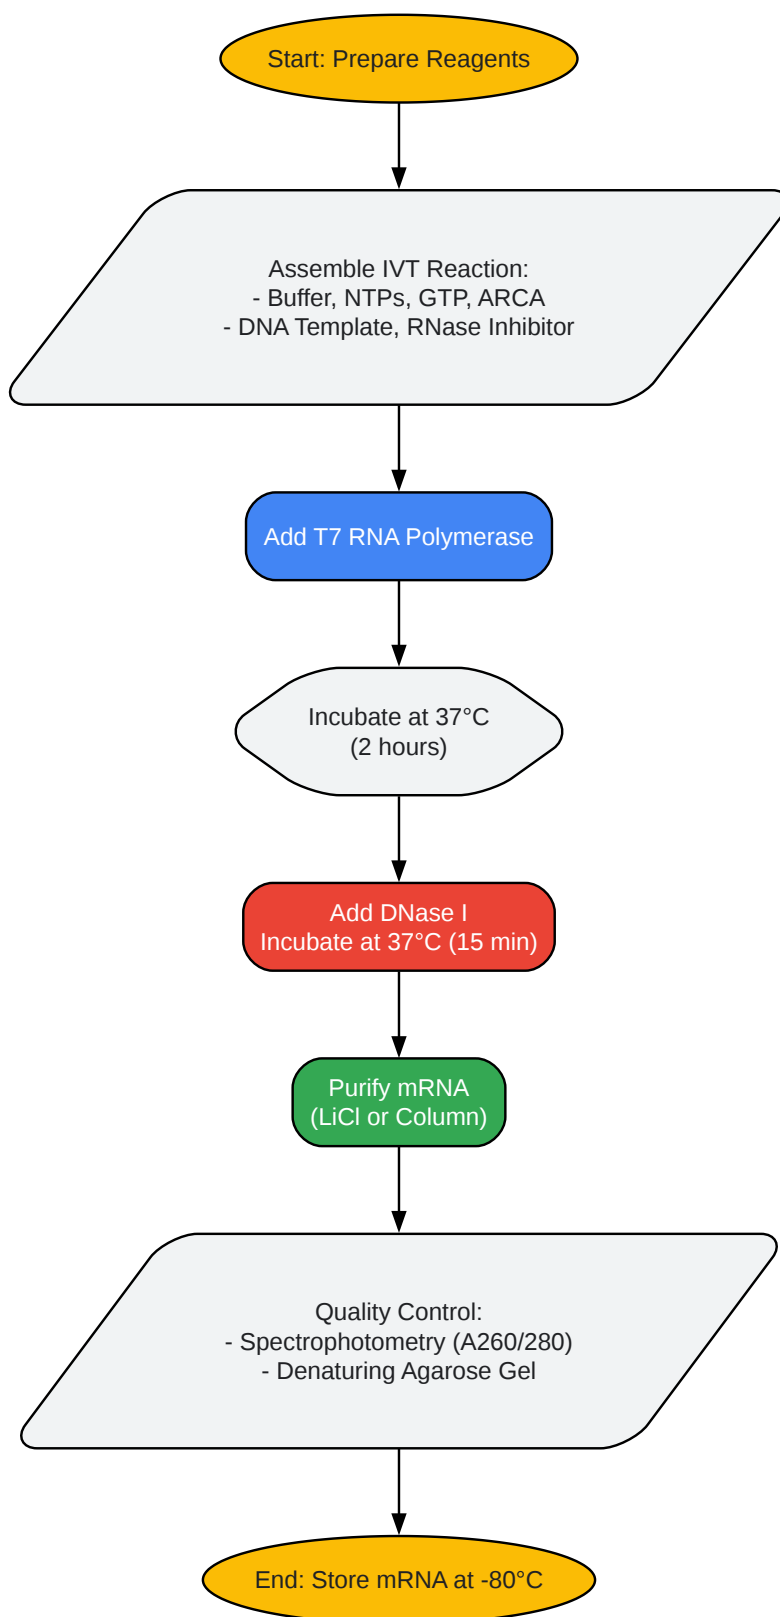 Start: Prepare Reagents
Assemble IVT Reaction:
- Buffer, NTPs, GTP, ARCA
- DNA Template, RNase Inhibitor
Add T7 RNA Polymerase
Incubate at 37°C
(2 hours)
Add DNase I
Incubate at 37°C (15 min)
Purify mRNA
(LiCl or Column)
Quality Control:
- Spectrophotometry (A260/280)
- Denaturing Agarose Gel
End: Store mRNA at -80°C